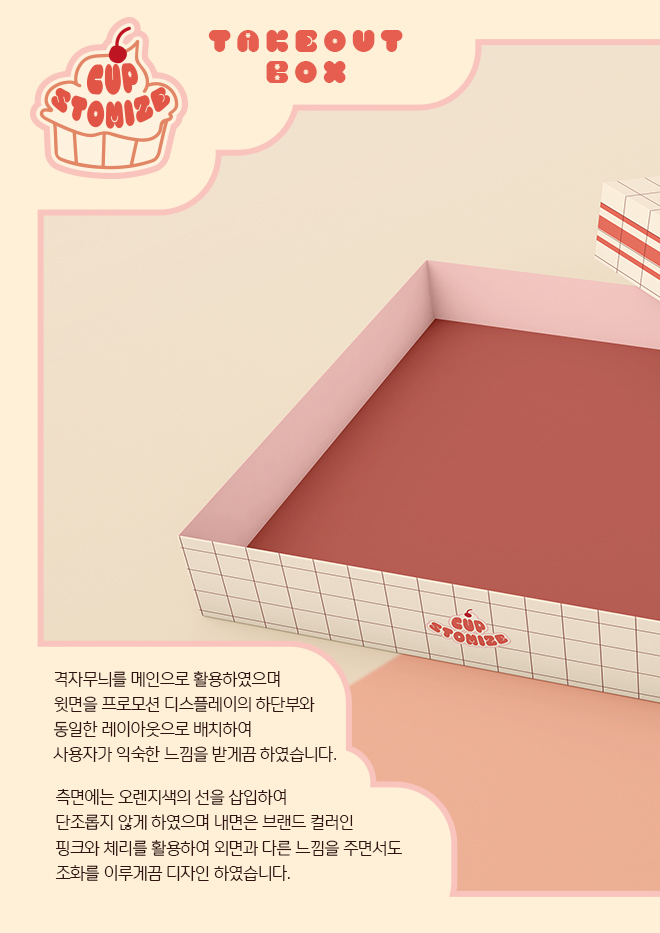 CUP
STOMIZE
TAKEOUT
BOX
CUP
STOMIZE
격자무늬를 메인으로 활용하였으며
윗면을 프로모션 디스플레이의 하단부와
동일한 레이아웃으로 배치하여
사용자가 익숙한 느낌을 받게끔 하였습니다.
측면에는 오렌지색의 선을 삽입하여
단조롭지 않게 하였으며 내면은 브랜드 컬러인
핑크와 체리를 활용하여 외면과 다른 느낌을 주면서도
조화를 이루게끔 디자인 하였습니다.